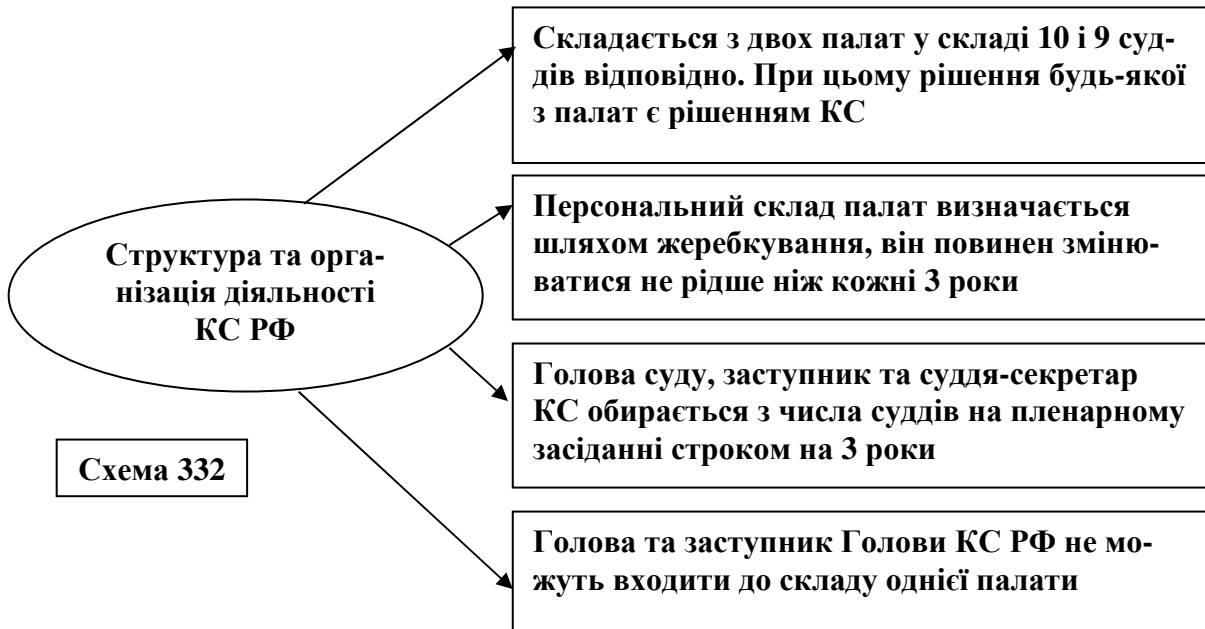 Складається з двох палат у складі 10 і 9 суд-
дів відповідно. При цьому рішення будь-якої
з палат є рішенням КС
Персональний склад палат визначається
шляхом жеребкування, він повинен зміню-
ватися не рідше ніж кожні 3 роки
Структура та орга-
нізація діяльності
КС РФ
Голова суду, заступник та суддя-секретар
КС обирається з числа суддів на пленарному
засіданні строком на 3 роки
Схема 332
Голова та заступник Голови КС РФ не мо-
жуть входити до складу однієї палати